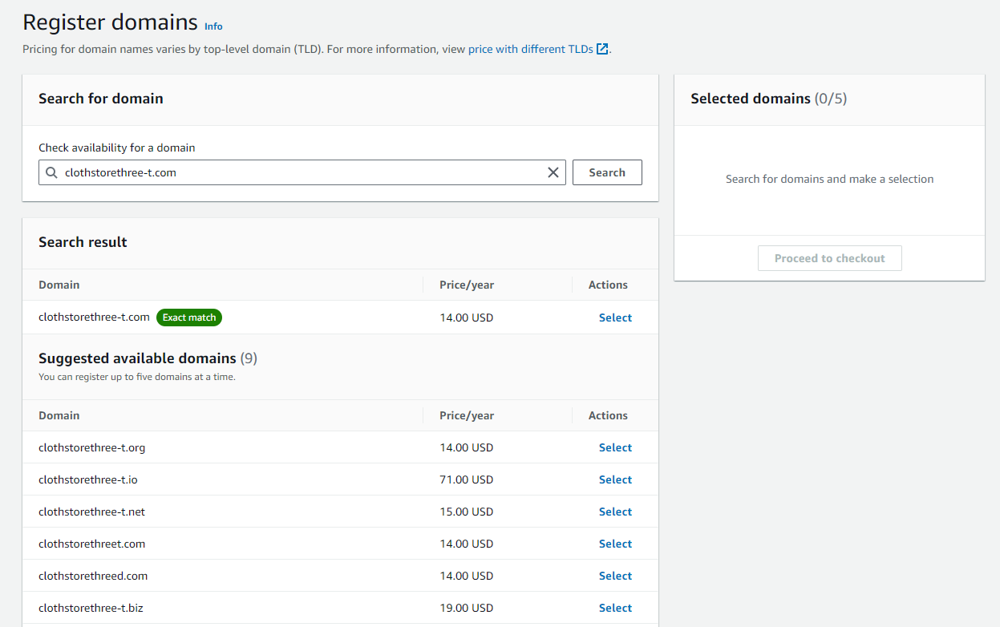 Register domains Info
Pricing for domain names varies by top-level domain (TLD). For more information, view price with different TLDs.
Search for domain
Check availability for a domain
clothstorethree-t.com
Search
Selected domains (0/5)
Search for domains and make a selection
Proceed to checkout
Search result
Domain Price/year Actions
clothstorethree-t.com Exact match 14.00 USD Select
Suggested available domains (9)
You can register up to five domains at a time.
Domain Price/year Actions
clothstorethree-t.org 14.00 USD Select
clothstorethree-t.io 71.00 USD Select
clothstorethree-t.net 15.00 USD Select
clothstorethreet.com 14.00 USD Select
clothstorethreed.com 14.00 USD Select
clothstorethree-t.biz 19.00 USD Select